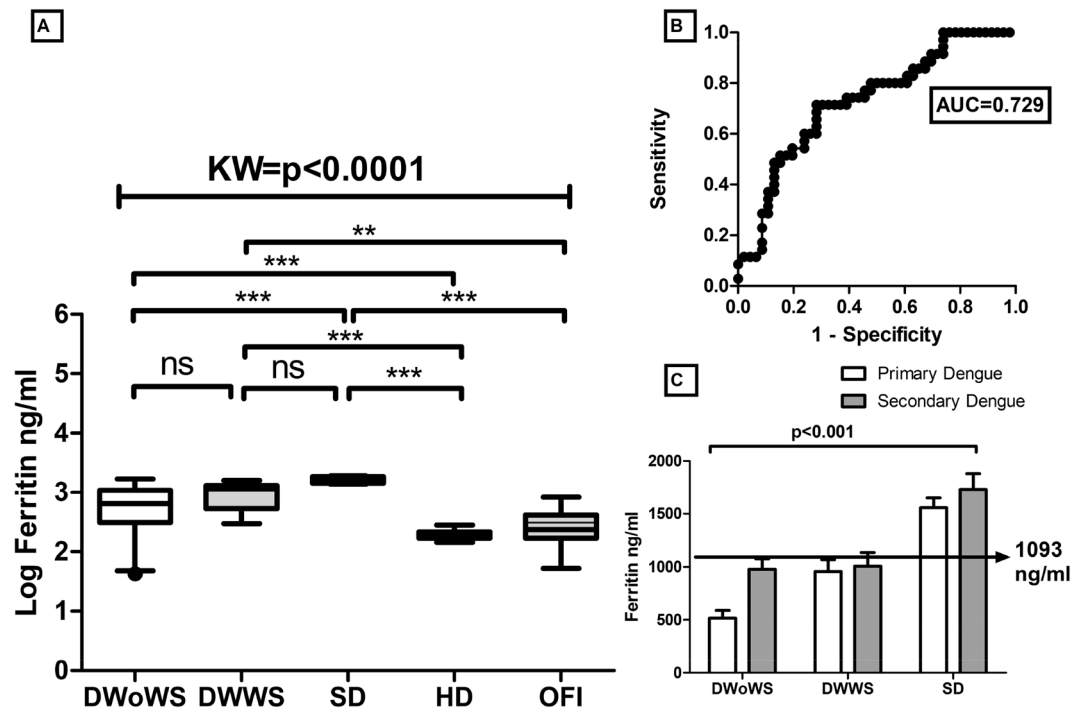 A
KW=p<0.0001
**
***
*** ***
***
ns ns ***
Log Ferritin ng/ml
6
5
4
3
2
1
0
DWoWS DWWS SD HD OFI
B
Sensitivity
1.0
0.8
0.6
0.4
0.2
0.0
AUC=0.729
0.0 0.2 0.4 0.6 0.8 1.0
1 - Specificity
C
Primary Dengue
Secondary Dengue
p<0.001
Ferritin ng/ml
2000
1500
1000
500
0
1093
ng/ml
DWoWS DWWS SD